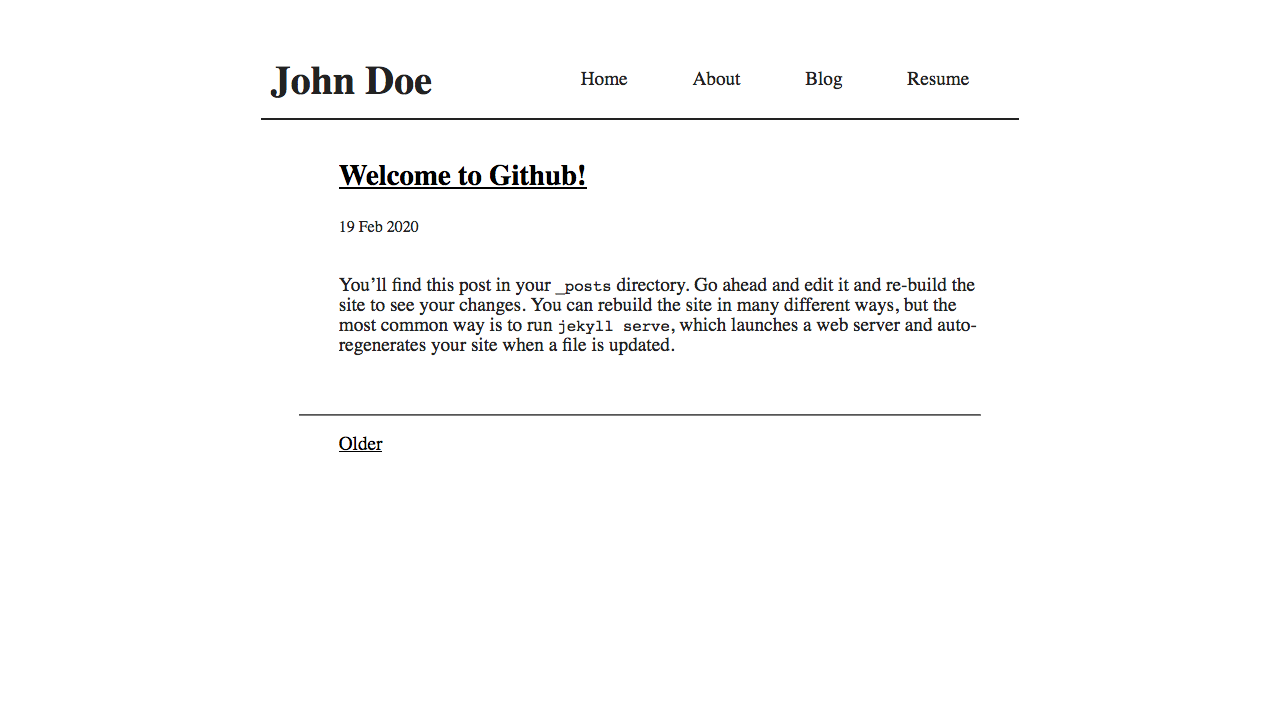 John Doe
Home About Blog Resume
Welcome to Github!
19 Feb 2020
You’ll find this post in your _posts directory. Go ahead and edit it and re-build the
site to see your changes. You can rebuild the site in many different ways, but the
most common way is to run jekyll serve, which launches a web server and auto-
regenerates your site when a file is updated.
Older